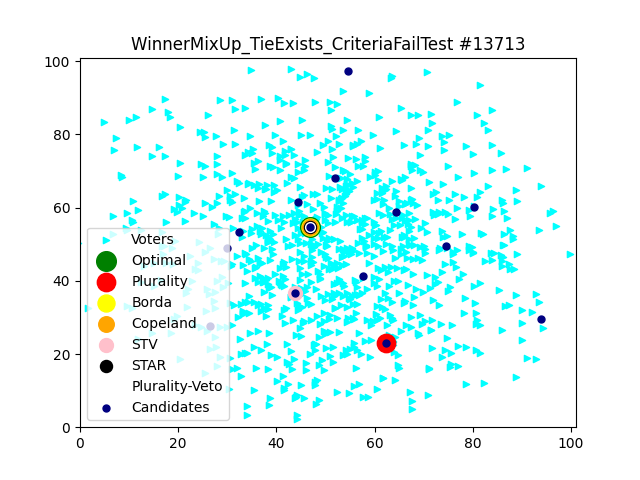 WinnerMixUp_TieExists_CriteriaFailTest #13713
100
80
60
40
20
0
Voters
Optimal
Plurality
Borda
Copeland
STV
STAR
Plurality-Veto
Candidates
0 20 40 60 80 100